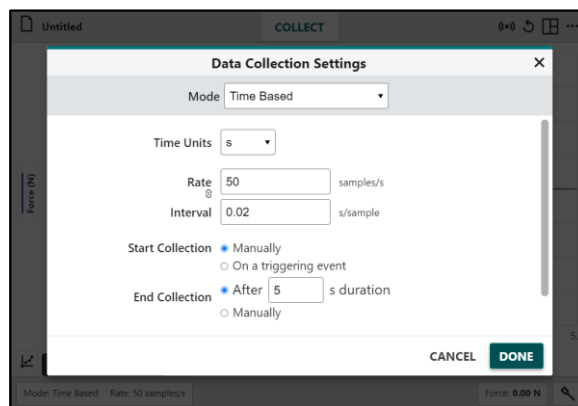 Untitled
COLLECT
Data Collection Settings
Mode Time Based
Time Units s
Rate 50 samples/s
Interval 0.02 s/sample
Start Collection Manually
On a triggering event
End Collection After 5 s duration
Manually
Force (N)
CANCEL DONE
Mode: Time Based Rate: 50 samples/s Force: 0.00 N